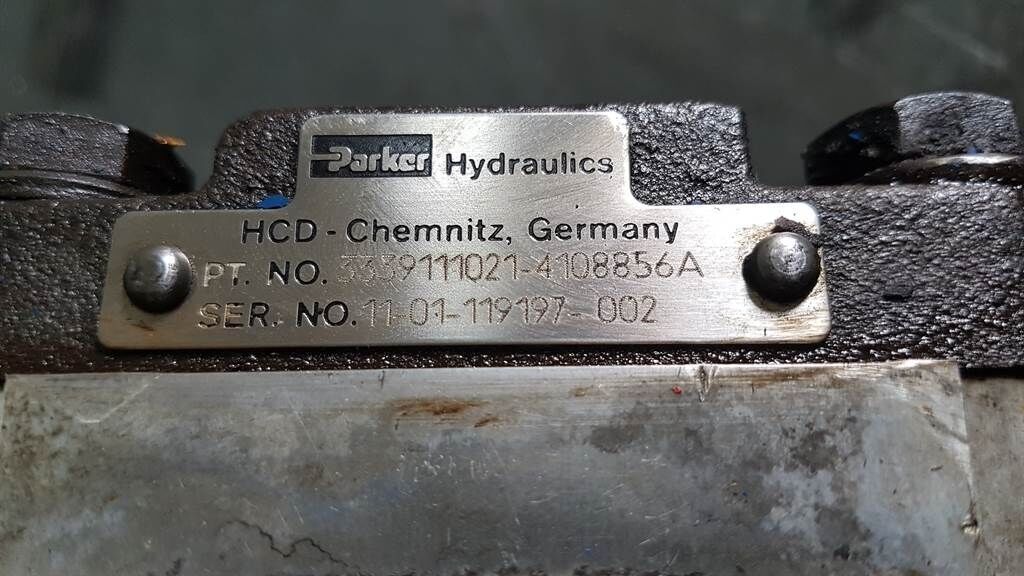 Parker Hydraulics
HCD - Chemnitz, Germany
PT. NO. 3339111021-4108856A
SER. NO. 11-01-119197-002